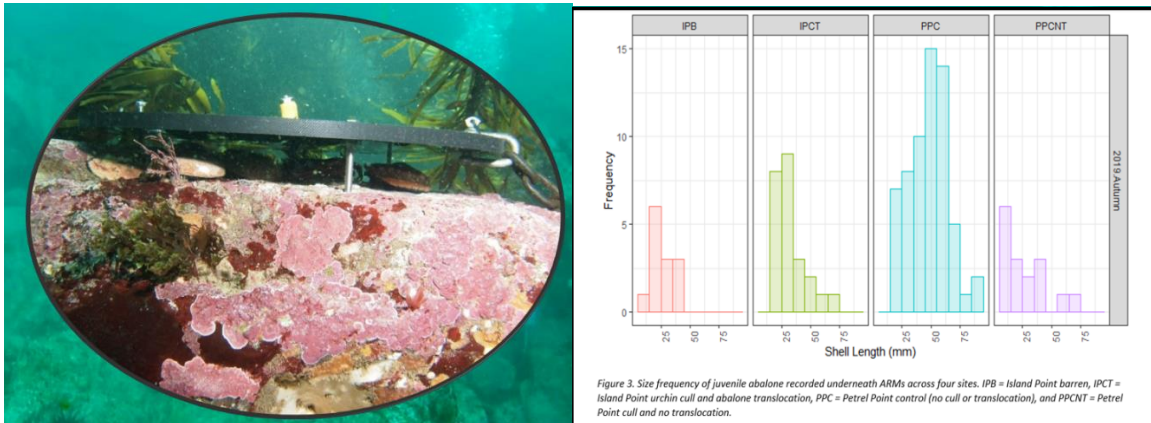 IPB
IPCT
PPC
PPCNT
15
10
5
0
Frequency
2019.Autumn
25
50
75
25
50
75
25
50
75
25
50
75
Shell Length (mm)
Figure 3. Size frequency of juvenile abalone recorded underneath ARMs across four sites. IPB = Island Point barren, IPCT =
Island Point urchin cull and abalone translocation, PPC = Petrel Point control (no cull or translocation), and PPCNT = Petrel
Point cull and no translocation.